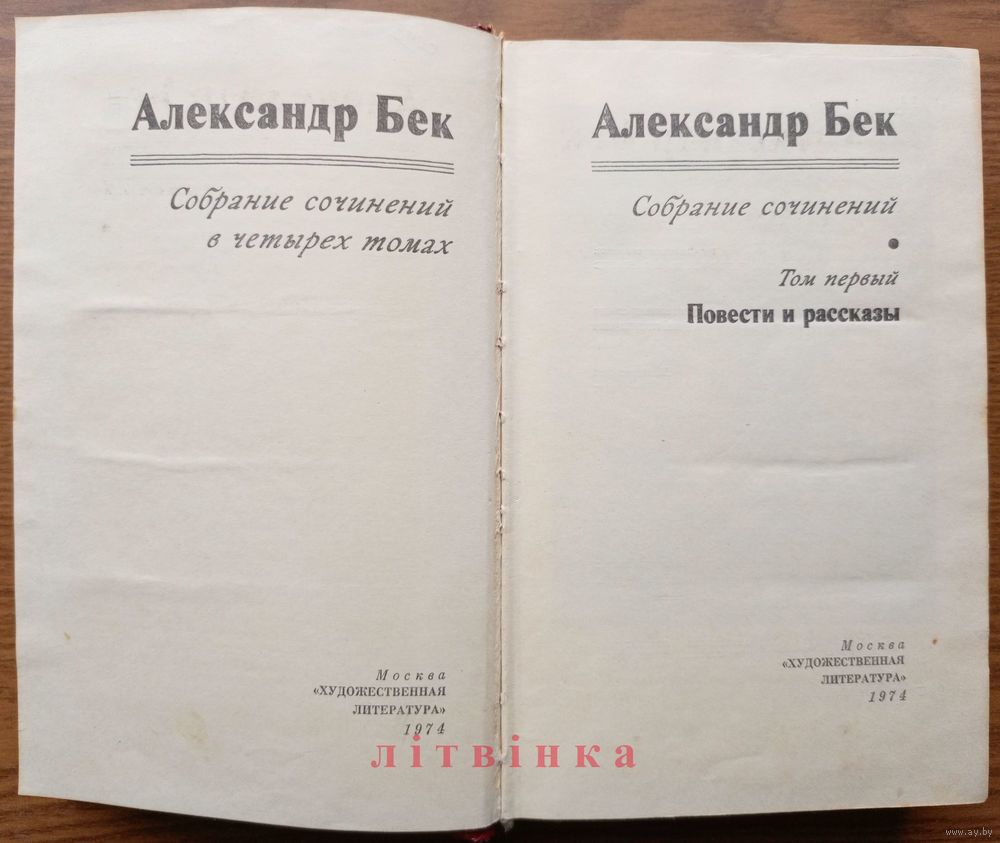 Александр Бек
Собрание сочинений
в четырех томах
Москва
«ХУДОЖЕСТВЕННАЯ
ЛИТЕРАТУРА»
1974
Александр Бек
Собрание сочинений
•
Том первый
Повести и рассказы
Москва
«ХУДОЖЕСТВЕННАЯ
ЛИТЕРАТУРА»
1974
літвінка
www.ay.by